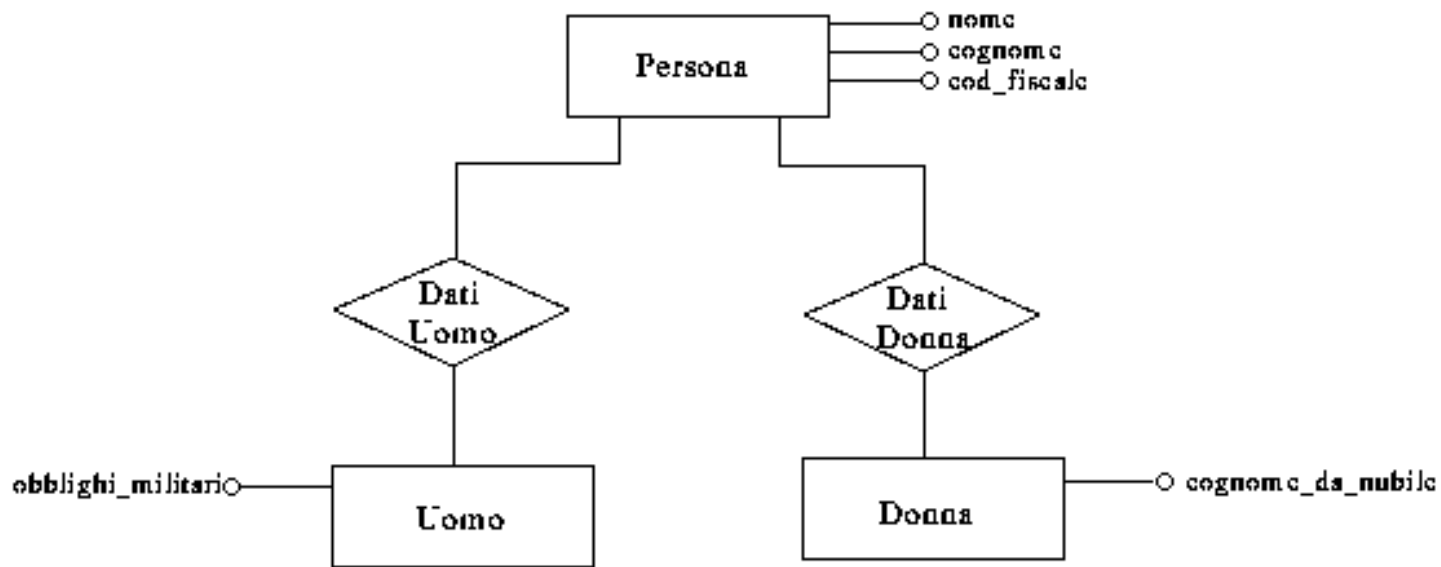 nome
cognome
cod_fiscale
Persona
Dati
Uomo
Dati
Donna
obblighi_militari
Uomo
Donna
cognome_da_nubile